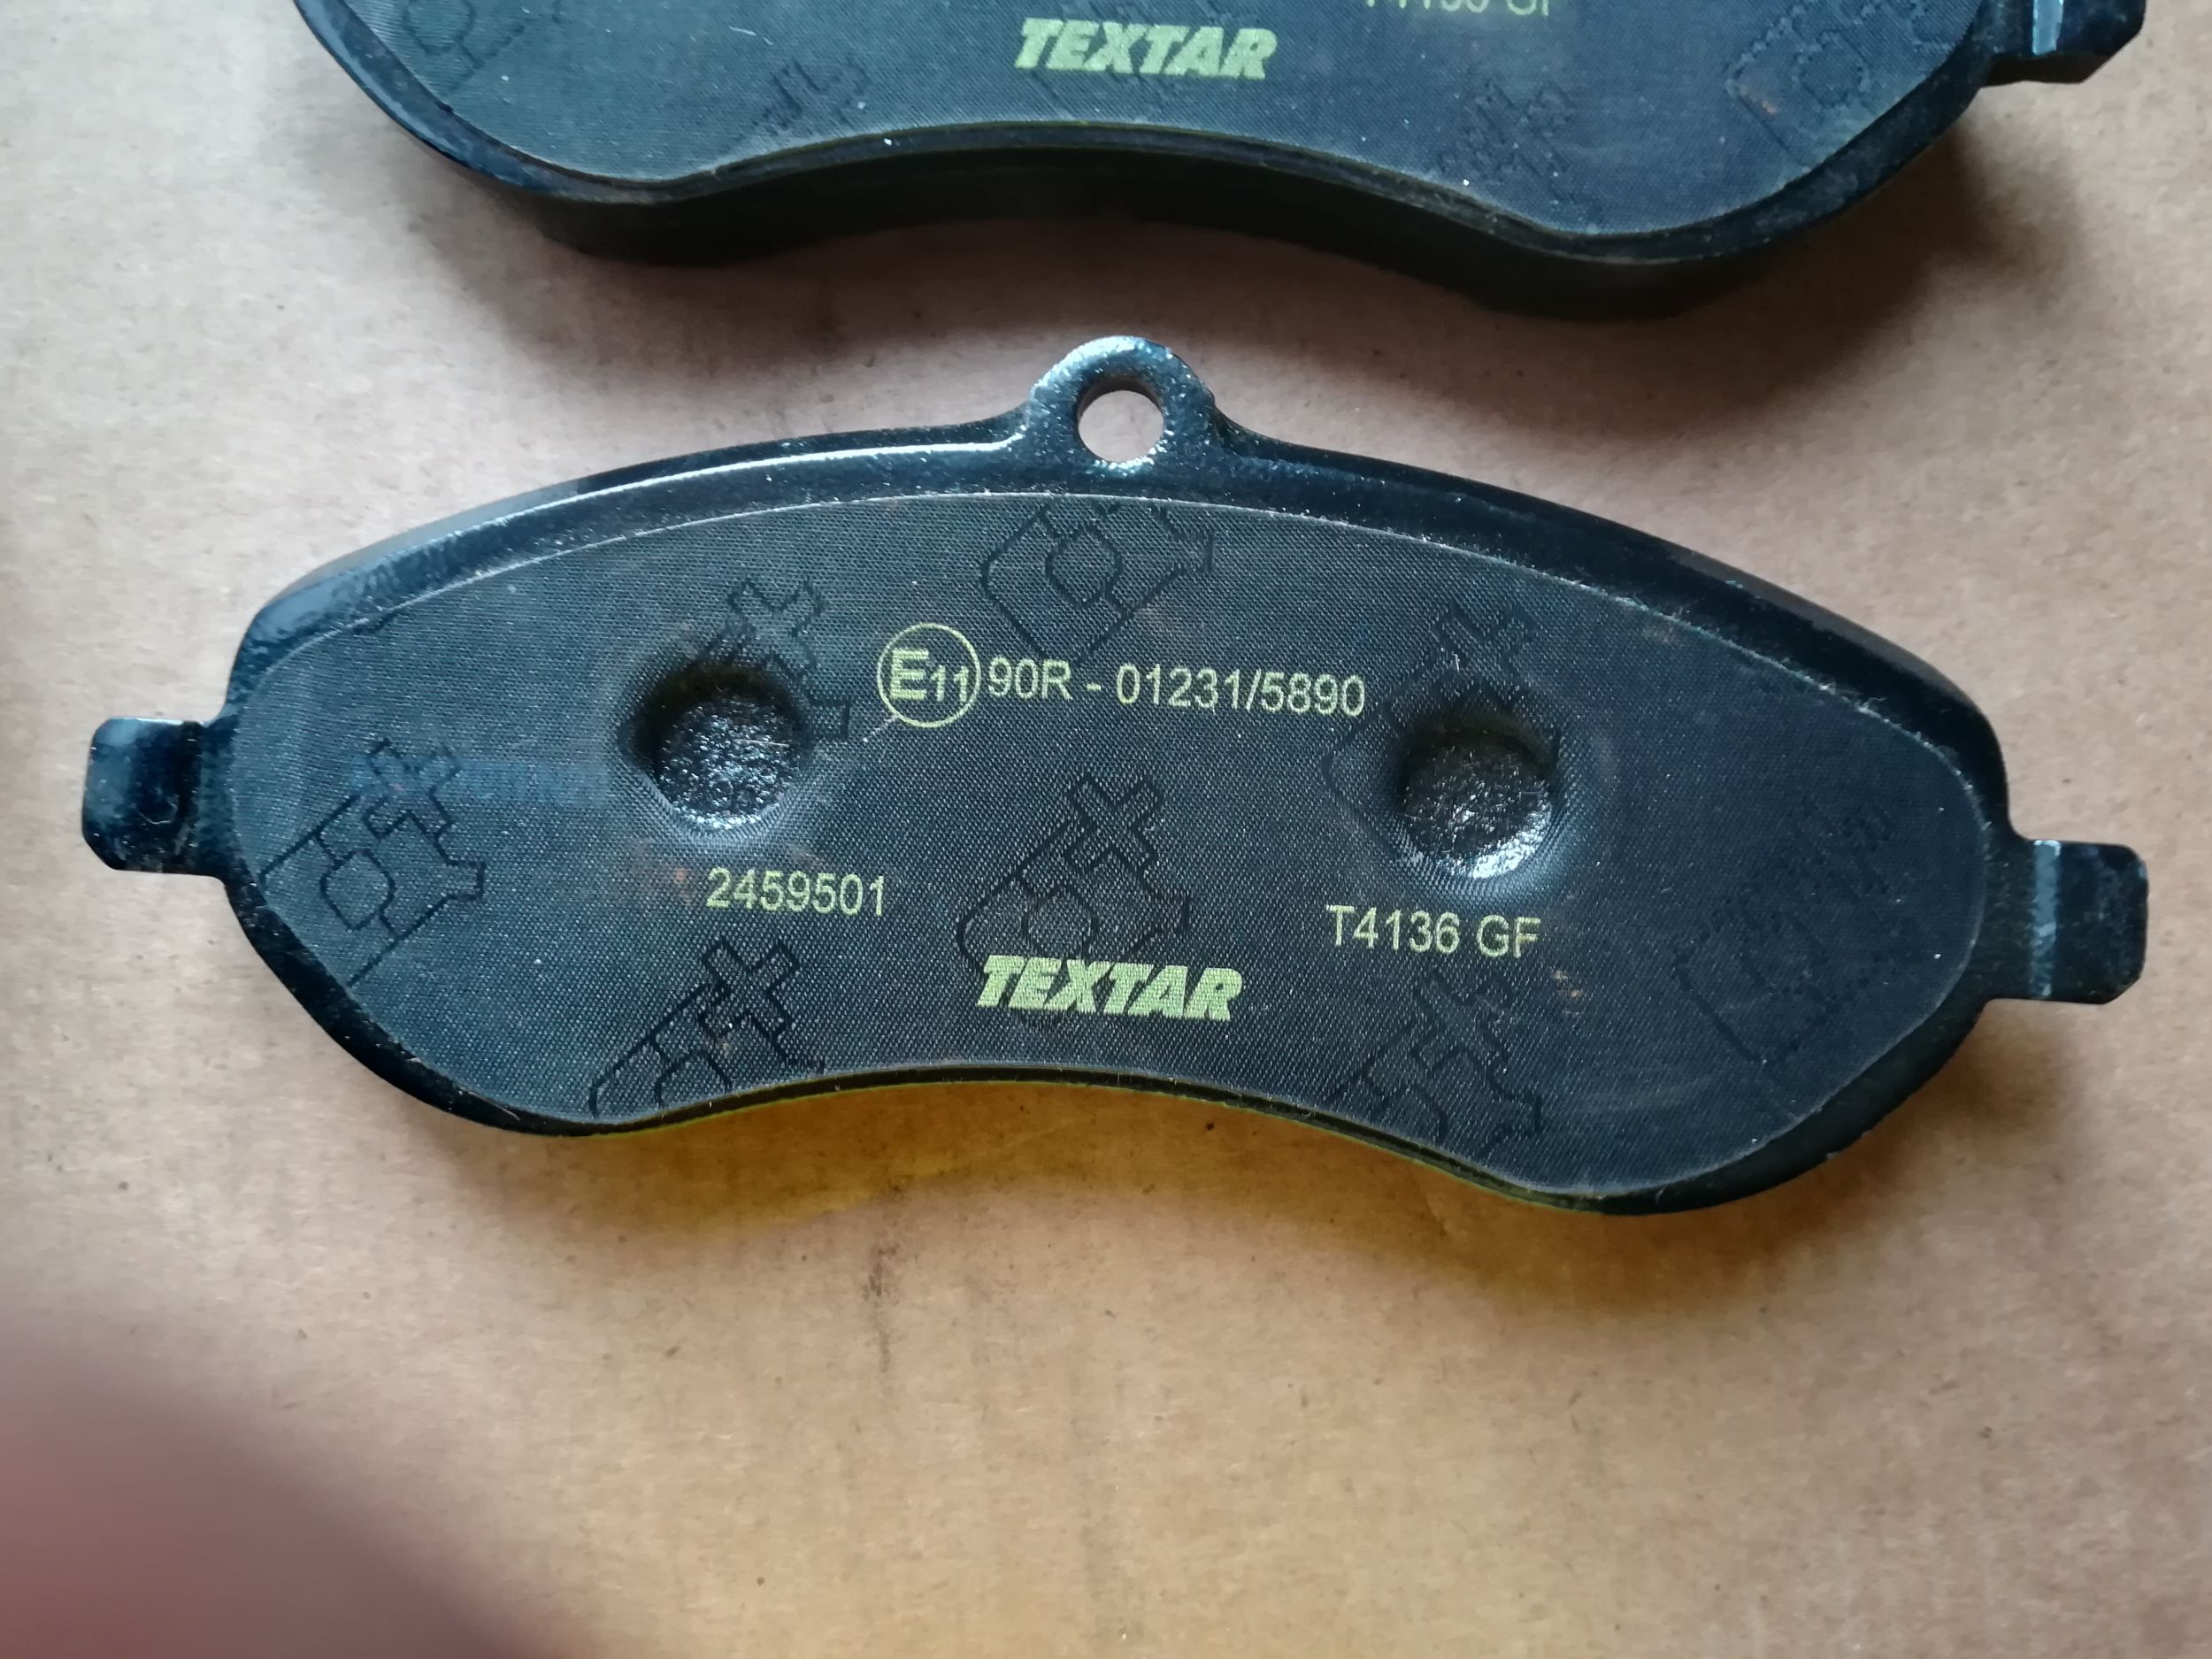 TEXTAR
E11 90R - 01231/5890
2459501
T4136 GF
TEXTAR